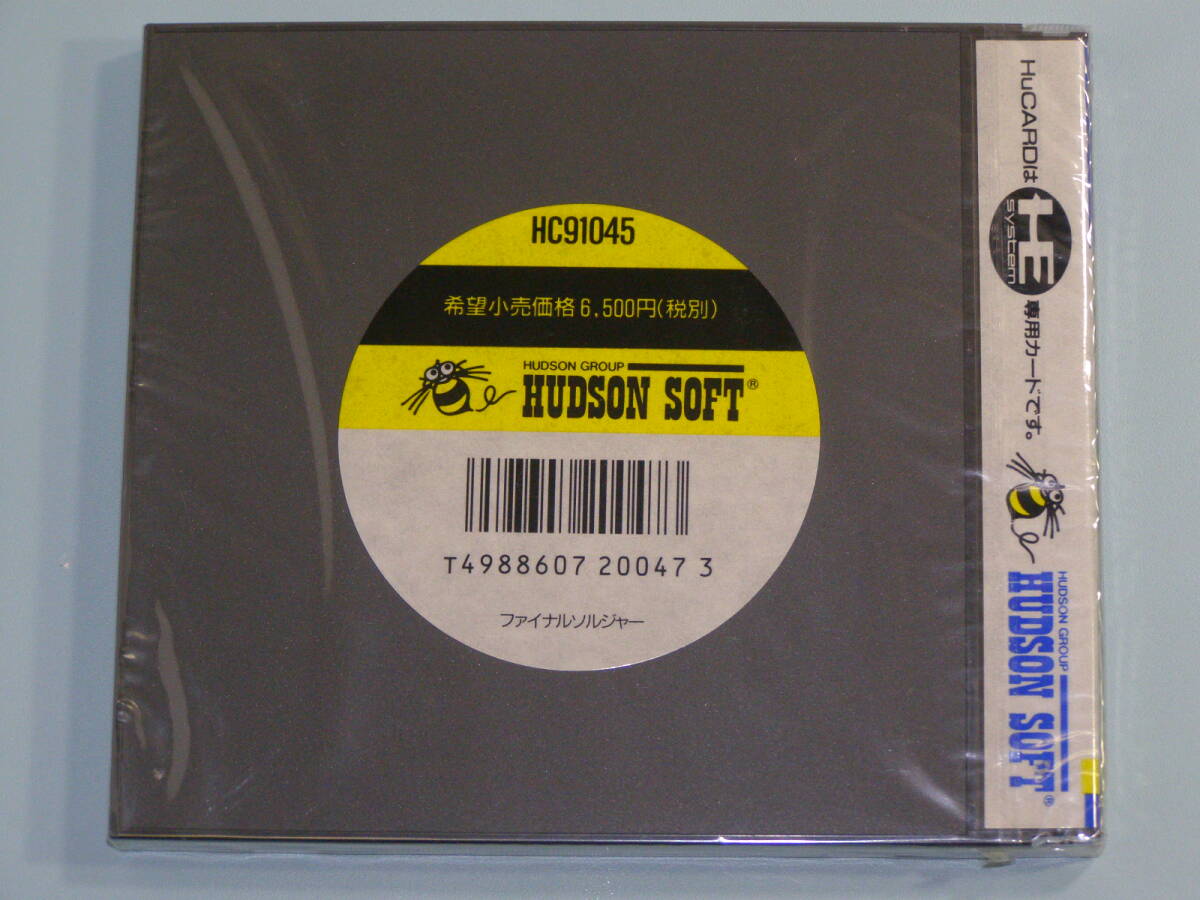 HC91045
希望小売価格6,500円(税別)
HUDSON GROUP
HUDSON SOFT®
T4988607 20047 3
ファイナルソルジャー
HuCARDは HE system 専用カードです。
HUDSON GROUP
HUDSON SOFT®